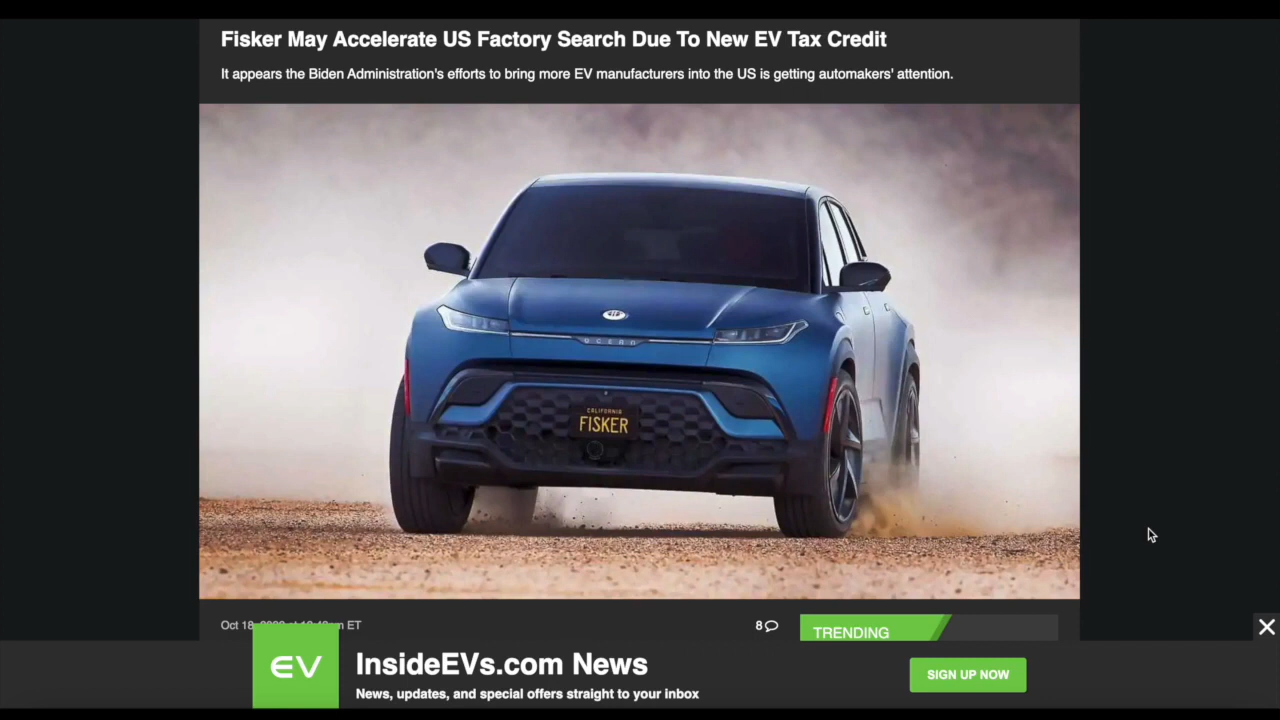 Fisker May Accelerate US Factory Search Due To New EV Tax Credit
It appears the Biden Administration's efforts to bring more EV manufacturers into the US is getting automakers' attention.
OCEAN
CALIFORNIA
FISKER
Oct 18, ET
8
TRENDING
EV
InsideEVs.com News
News, updates, and special offers straight to your inbox
SIGN UP NOW